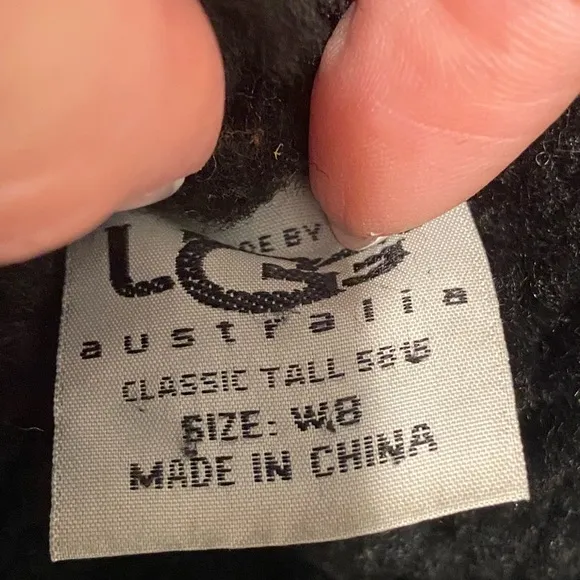 DE BY
UGG
australia
CLASSIC TALL 5815
SIZE: W8
MADE IN CHINA